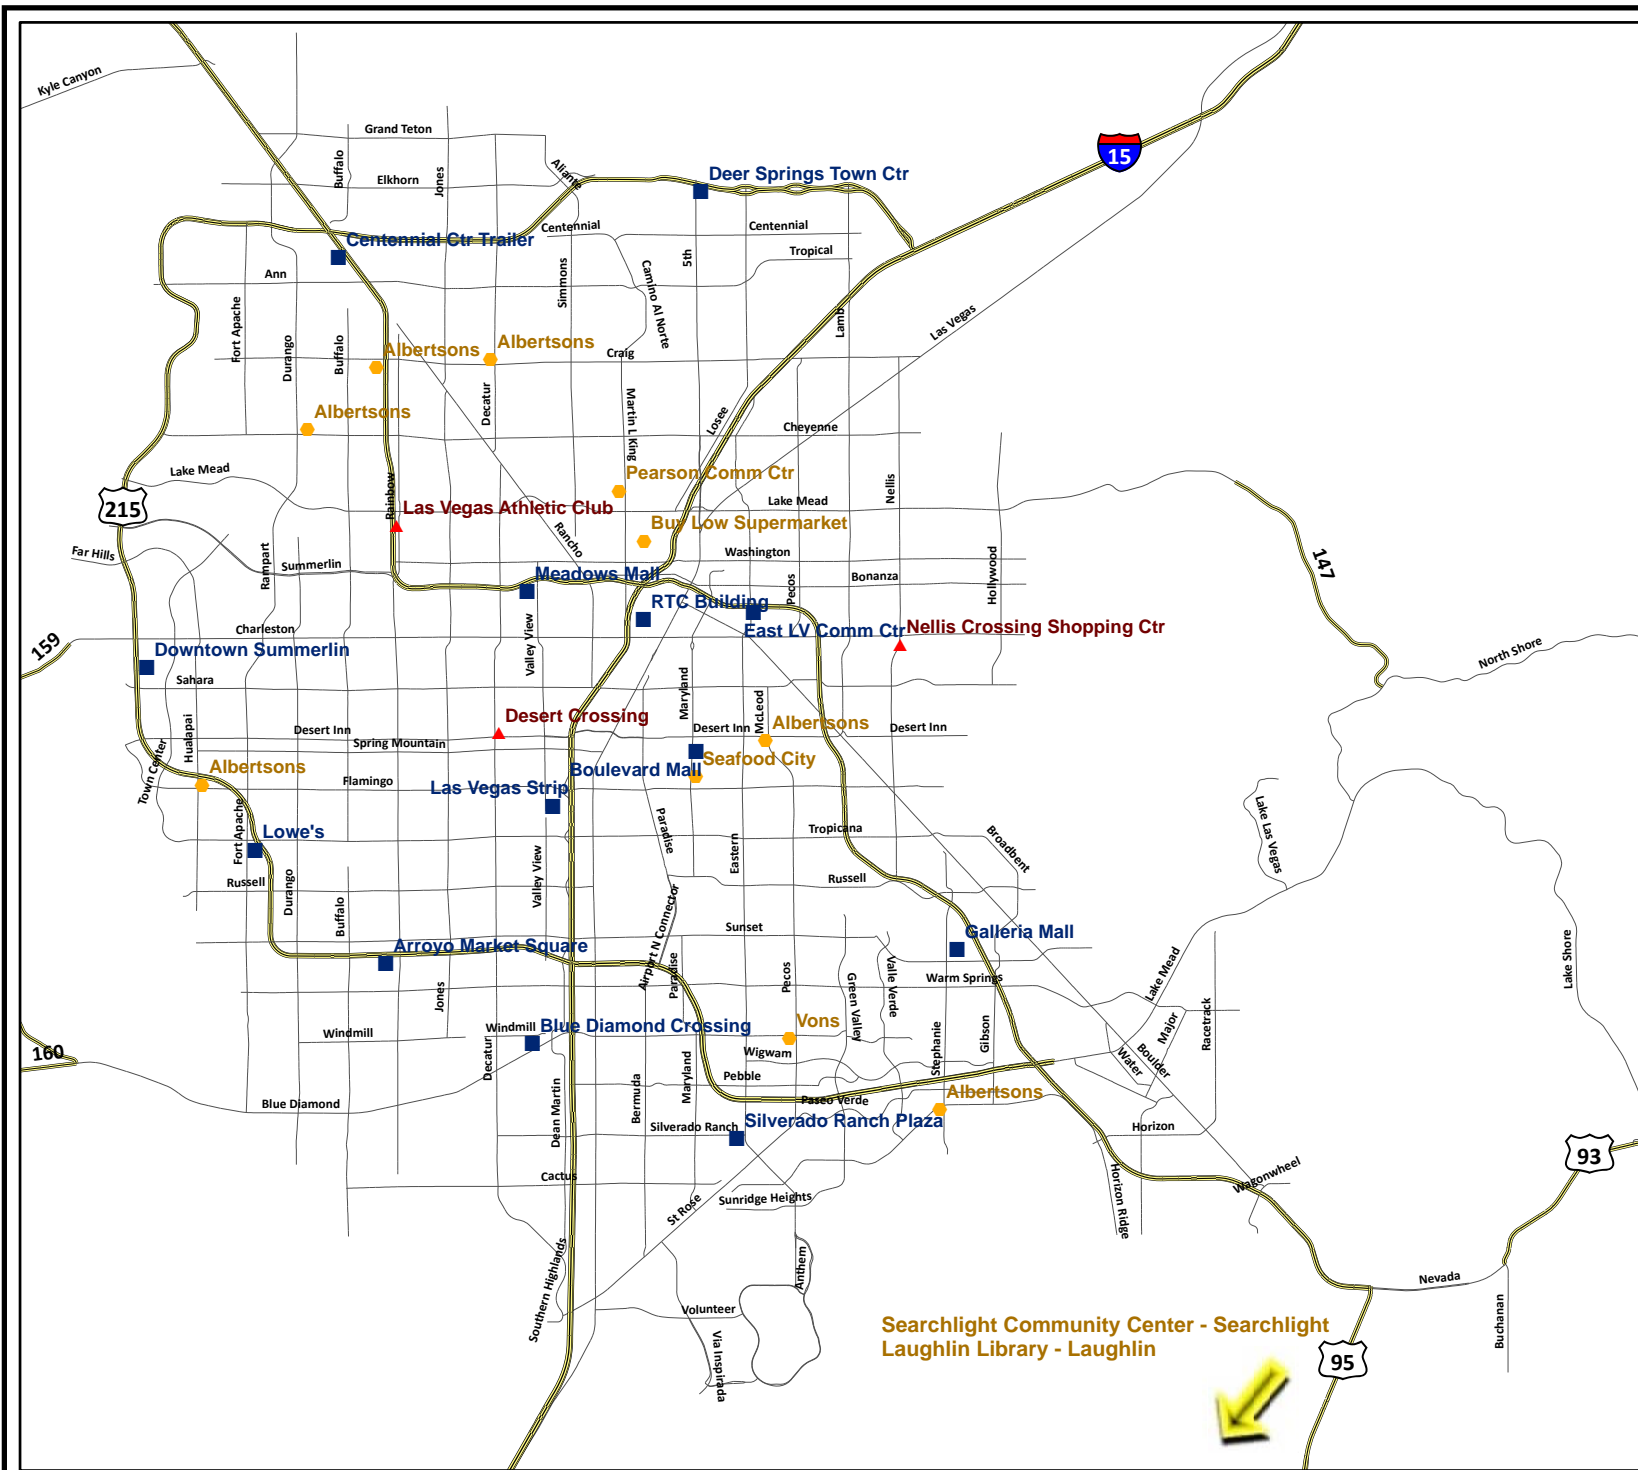 Kyle Canyon
Grand Teton
15
Buffalo
Elkhorn
Jones
Aliante
Deer Springs Town Ctr
Centennial Ctr Trailer
Centennial
Centennial
Tropical
5th
Ann
Simmons
Camino Al Norte
Fort Apache
Durango
Buffalo
Lamb
Las Vegas
Albertsons
Albertsons
Craig
Decatur
Albertsons
Martin L King
Losee
Cheyenne
Lake Mead
Pearson Comm Ctr
Nellis
215
Rainbow
Las Vegas Athletic Club
Lake Mead
Rancho
Buy Low Supermarket
Far Hills
Rampart
Summerlin
Washington
Hollywood
147
Meadows Mall
Pecos
Bonanza
RTC Building
159
Charleston
Valley View
East LV Comm Ctr
Nellis Crossing Shopping Ctr
Downtown Summerlin
North Shore
Sahara
Maryland
McLeod
Hualapai
Desert Inn
Desert Crossing
Desert Inn
Albertsons
Desert Inn
Spring Mountain
Town Center
Albertsons
Flamingo
Boulevard Mall
Seafood City
Las Vegas Strip
Lake Las Vegas
Fort Apache
Lowe's
Paradise
Eastern
Tropicana
Broadbent
Russell
Durango
Valley View
Russell
Buffalo
Airport N Connector
Sunset
Galleria Mall
Arroyo Market Square
Lake Shore
Jones
Paradise
Pecos
Green Valley
Valle Verde
Warm Springs
Lake Mead
Racetrack
Windmill
Windmill
Blue Diamond Crossing
Vons
Major
160
Decatur
Wigwam
Stephanie
Gibson
Water
Boulder
Blue Diamond
Dean Martin
Bermuda
Maryland
Pebble
Paseo Verde
Albertsons
Silverado Ranch
Silverado Ranch Plaza
Horizon
93
Cactus
Sunridge Heights
Horizon Ridge
Wagonwheel
St Rose
Southern Highlands
Anthem
Nevada
Volunteer
Via Inspirada
Buchanan
Searchlight Community Center - Searchlight
Laughlin Library - Laughlin
95